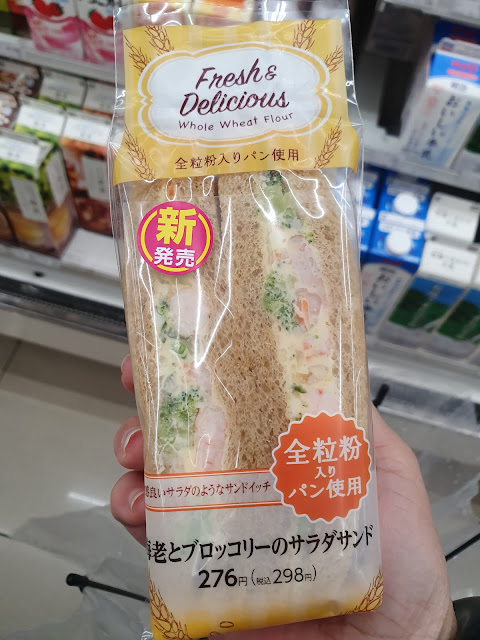 Fresh &
Delicious
Whole Wheat Flour
全粒粉入りパン使用
新
発売
全粒粉
入り
パン使用
良いサラダのようなサンドイッチ
老とブロッコリーのサラダサンド
276円(税込298円)